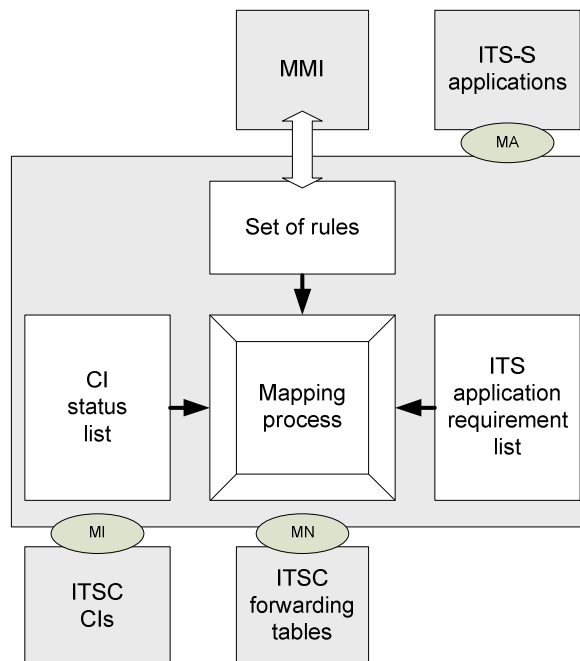 MMI
ITS-S
applications
MA
Set of rules
CI
status
list
Mapping
process
ITS
application
requirement
list
MI
MN
ITSC
CIs
ITSC
forwarding
tables